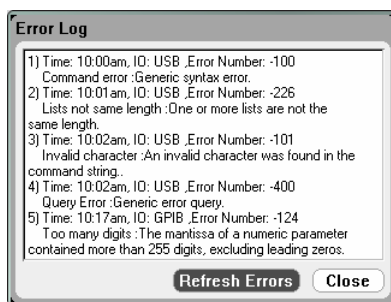 Error Log
1) Time: 10:00am, IO: USB ,Error Number: -100
Command error :Generic syntax error.
2) Time: 10:01am, IO: USB ,Error Number: -226
Lists not same length :One or more lists are not the
same length.
3) Time: 10:02am, IO: USB ,Error Number: -101
Invalid character :An invalid character was found in the
command string..
4) Time: 10:02am, IO: USB ,Error Number: -400
Query Error :Generic error query.
5) Time: 10:17am, IO: GPIB ,Error Number: -124
Too many digits :The mantissa of a numeric parameter
contained more than 255 digits, excluding leading zeros.
Refresh Errors Close